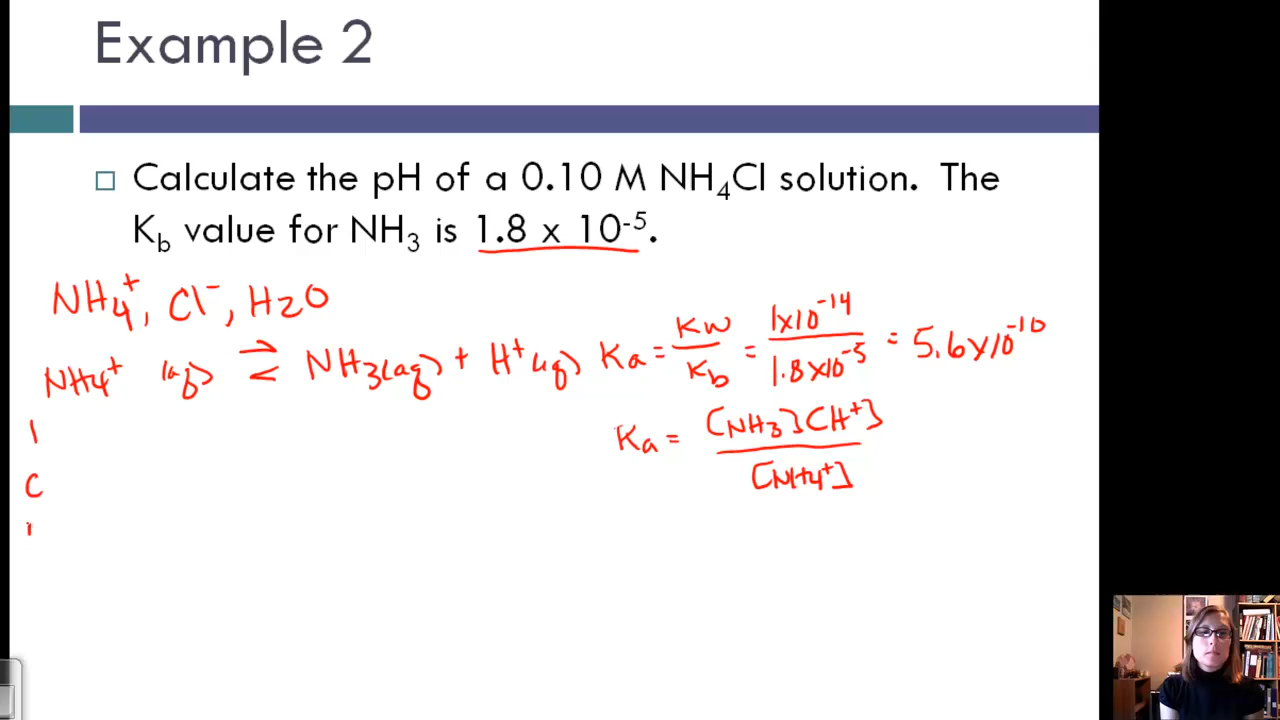 Example 2
Calculate the pH of a 0.10 M NH₄Cl solution. The
K_b value for NH₃ is 1.8 x 10⁻⁵.
NH₄⁺, Cl⁻, H₂O
NH₄⁺ (aq) ⇌ NH₃(aq) + H⁺(aq) Ka = Kw/Kb = 1x10⁻¹⁴/1.8x10⁻⁵ = 5.6x10⁻¹⁰
I Ka = [NH₃][H⁺]/[NH₄⁺]
C